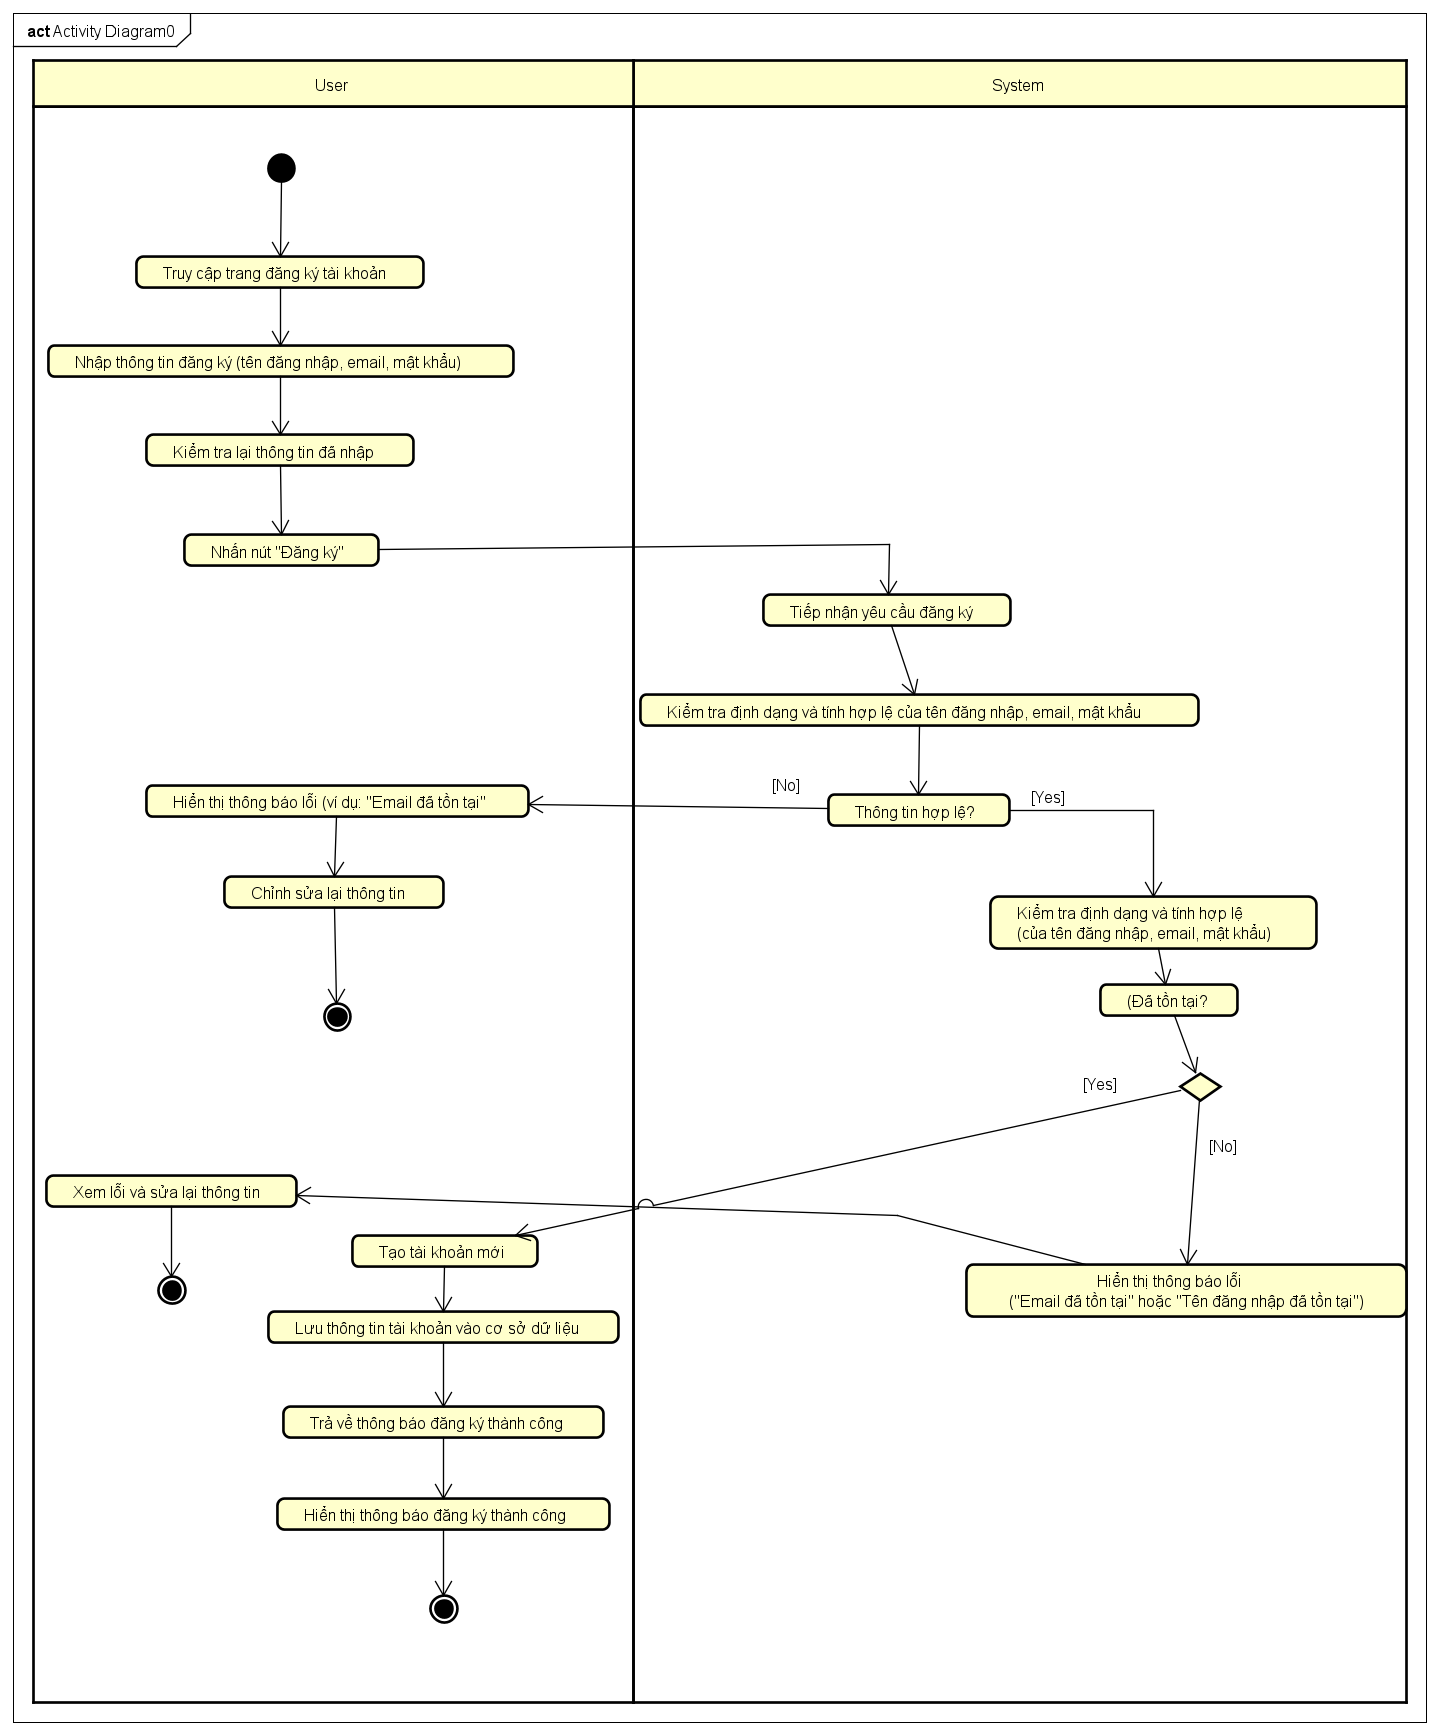 act Activity Diagram0
User
System
Truy cập trang đăng ký tài khoản
Nhập thông tin đăng ký (tên đăng nhập, email, mật khẩu)
Kiểm tra lại thông tin đã nhập
Nhấn nút "Đăng ký"
Tiếp nhận yêu cầu đăng ký
Kiểm tra định dạng và tính hợp lệ của tên đăng nhập, email, mật khẩu
[No]
[Yes]
Hiển thị thông báo lỗi (ví dụ: "Email đã tồn tại"
Thông tin hợp lệ?
Chỉnh sửa lại thông tin
Kiểm tra định dạng và tính hợp lệ
(của tên đăng nhập, email, mật khẩu)
(Đã tồn tại?
[Yes]
[No]
Xem lỗi và sửa lại thông tin
Tạo tài khoản mới
Hiển thị thông báo lỗi
("Email đã tồn tại" hoặc "Tên đăng nhập đã tồn tại")
Lưu thông tin tài khoản vào cơ sở dữ liệu
Trả về thông báo đăng ký thành công
Hiển thị thông báo đăng ký thành công